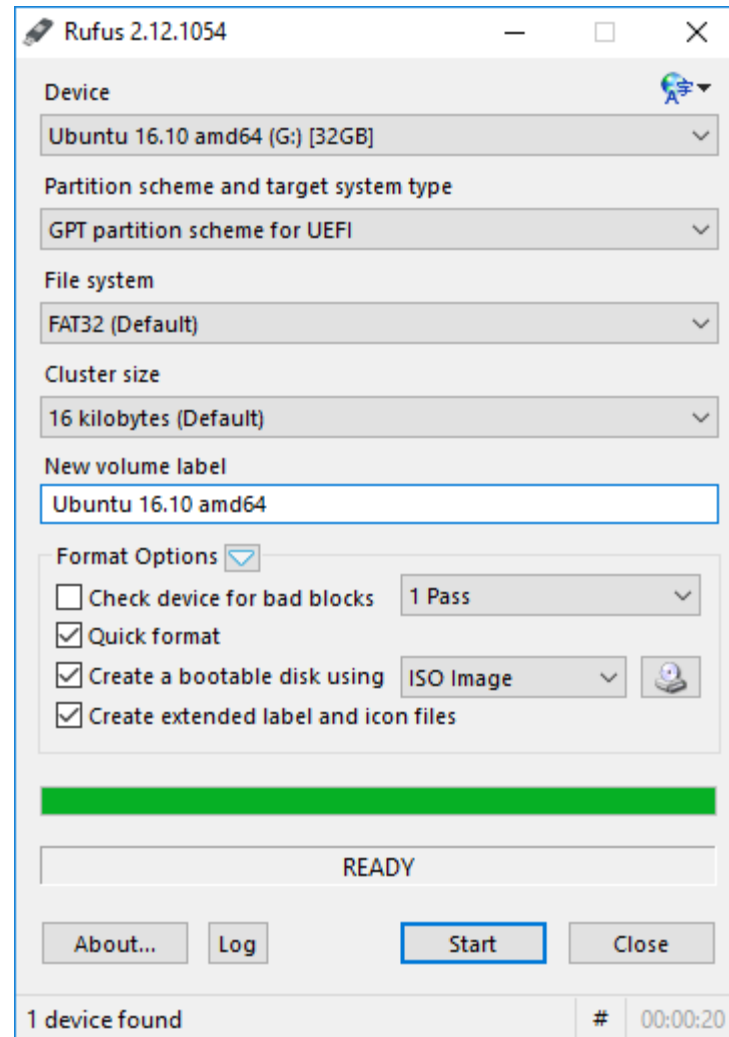 Rufus 2.12.1054
Device
A字
Ubuntu 16.10 amd64 (G:) [32GB]
Partition scheme and target system type
GPT partition scheme for UEFI
File system
FAT32 (Default)
Cluster size
16 kilobytes (Default)
New volume label
Ubuntu 16.10 amd64
Format Options
Check device for bad blocks 1 Pass
Quick format
Create a bootable disk using ISO Image
Create extended label and icon files
READY
About... Log Start Close
1 device found # 00:00:20